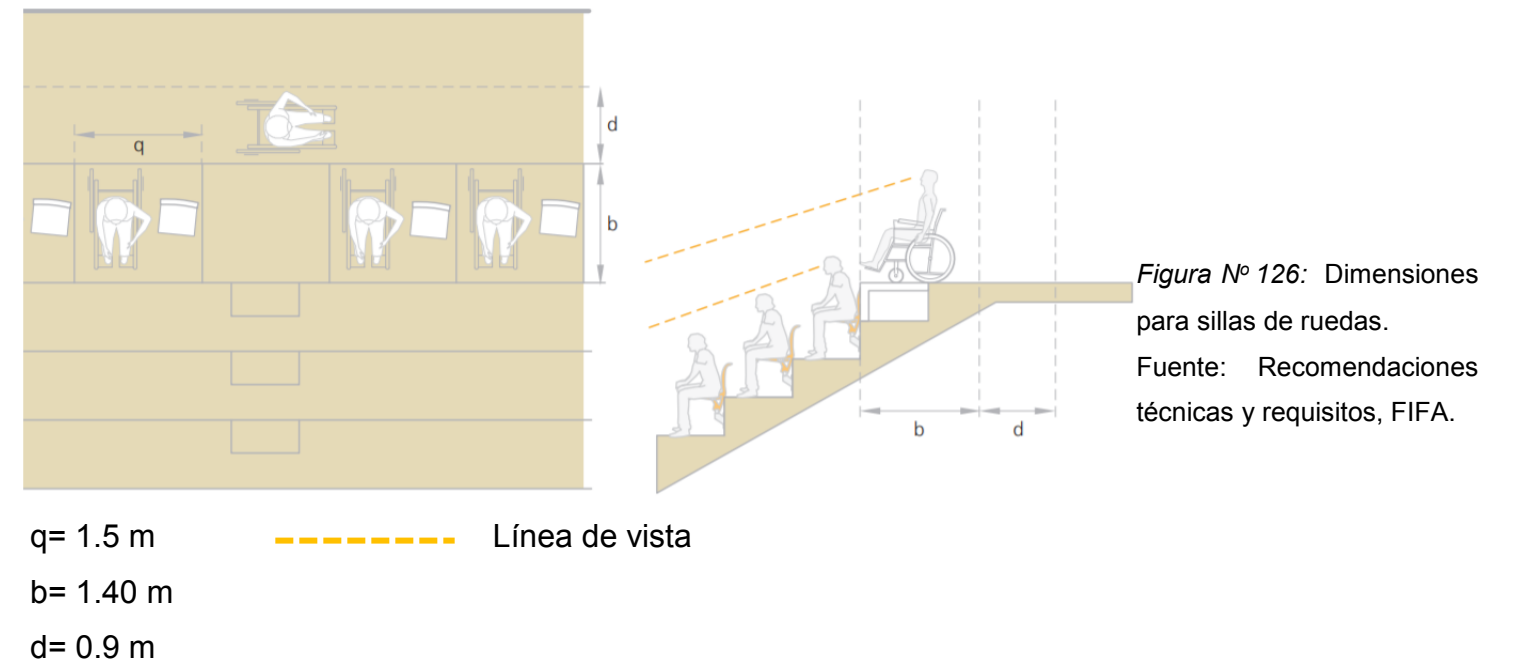 q
d
b
b
d
Figura Nº 126: Dimensiones
para sillas de ruedas.
Fuente: Recomendaciones
técnicas y requisitos, FIFA.
q= 1.5 m
Línea de vista
b= 1.40 m
d= 0.9 m